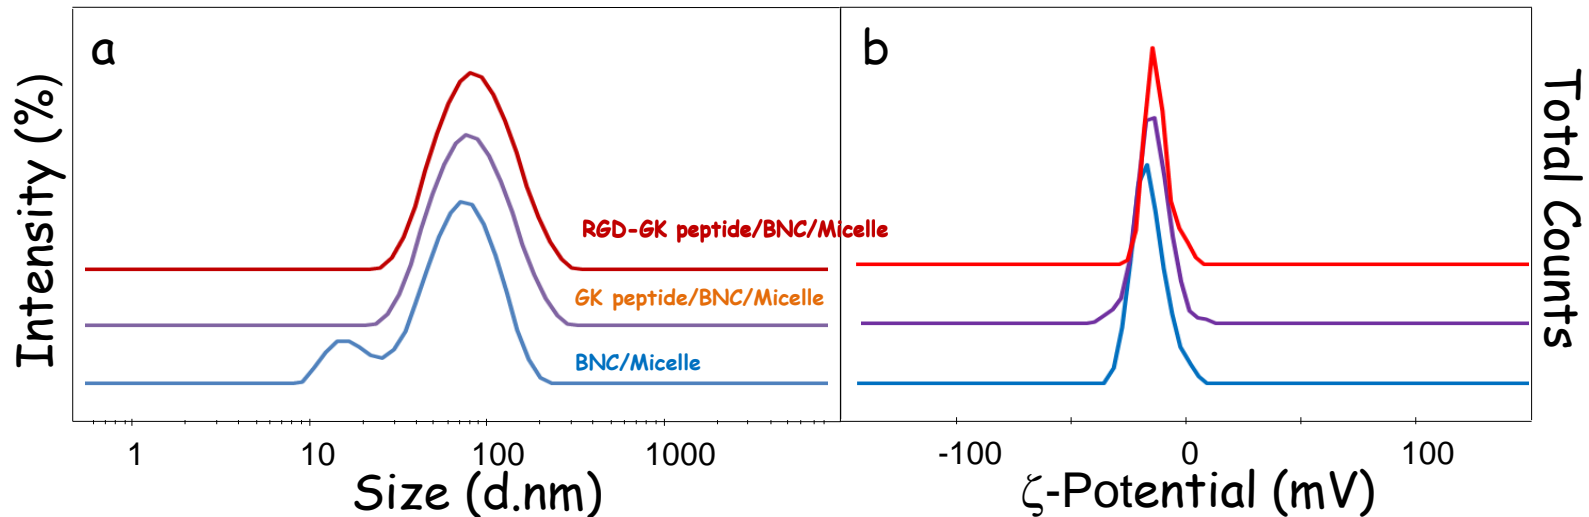 a
b
Intensity (%)
Total Counts
RGD-GK peptide/BNC/Micelle
GK peptide/BNC/Micelle
BNC/Micelle
1 10 100 1000
-100 0 100
Size (d.nm)
ζ-Potential (mV)